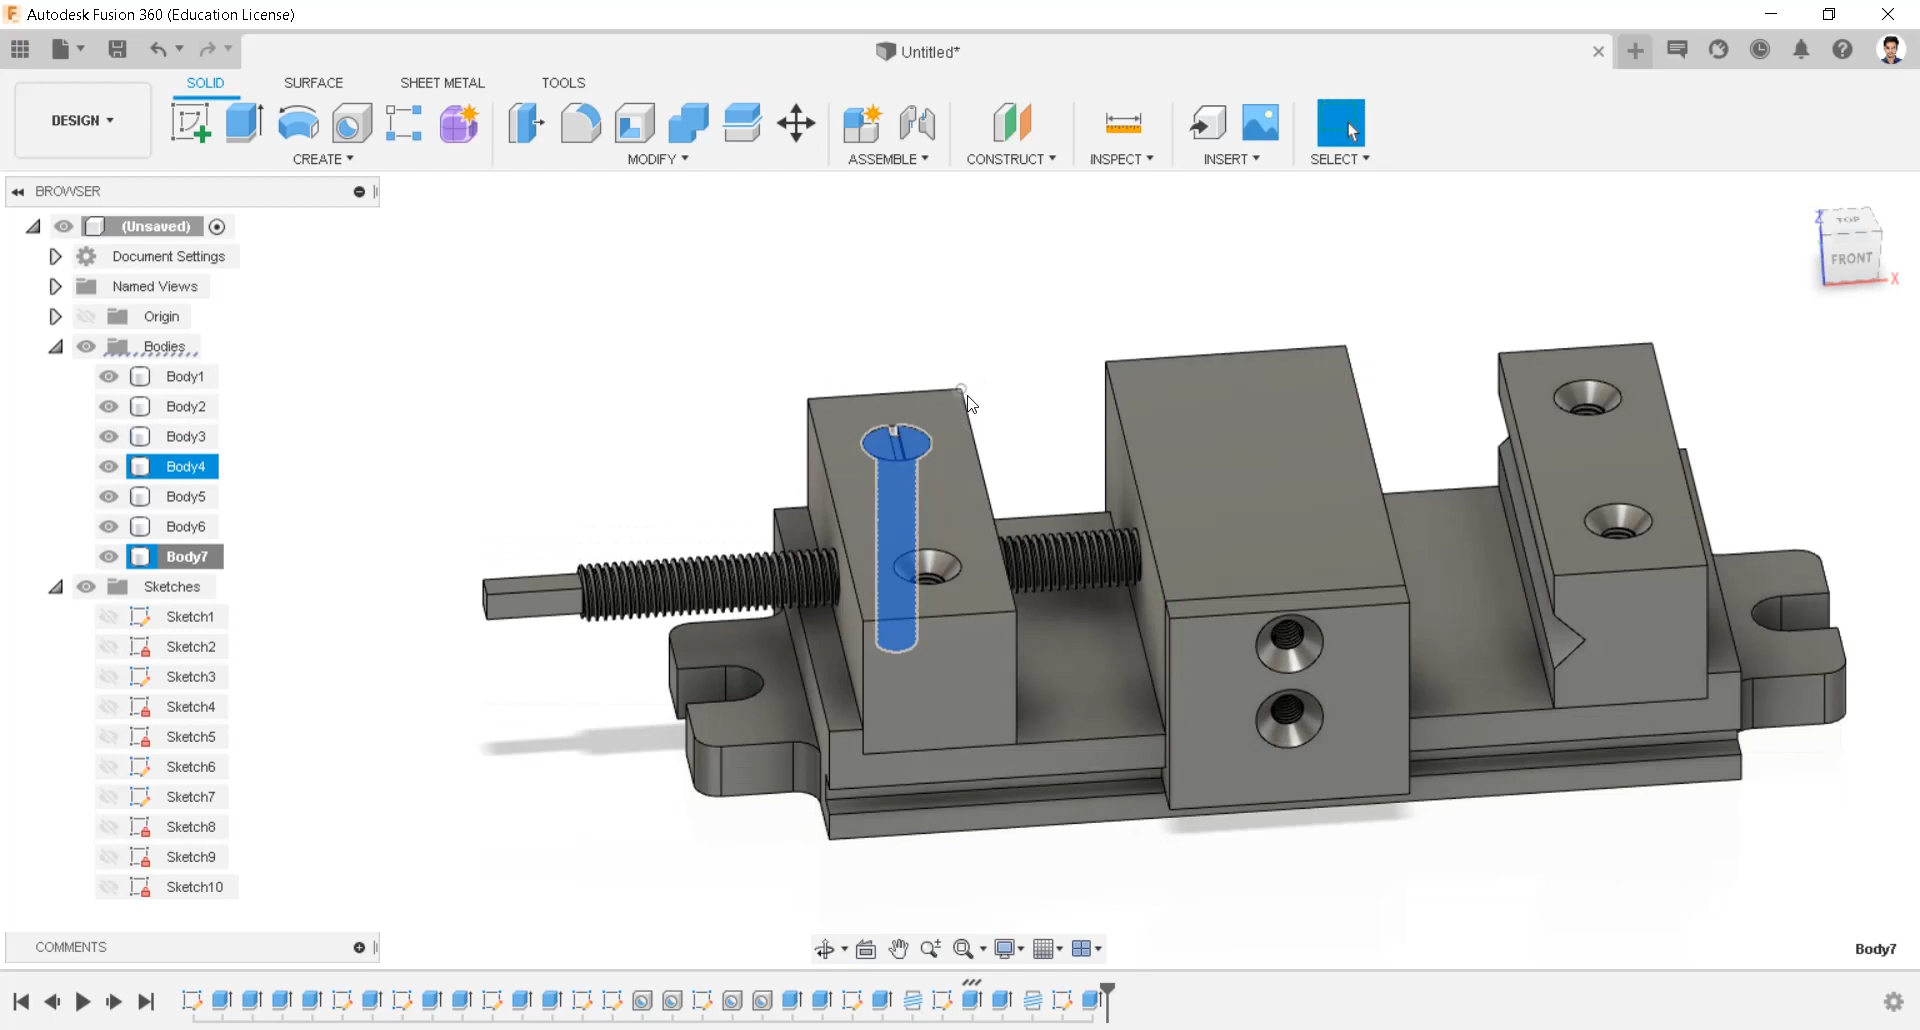 Autodesk Fusion 360 (Education License)
Untitled*
SOLID SURFACE SHEET METAL TOOLS
DESIGN
CREATE MODIFY ASSEMBLE CONSTRUCT INSPECT INSERT SELECT
BROWSER
(Unsaved)
Document Settings
Named Views
Origin
Bodies
Body1
Body2
Body3
Body4
Body5
Body6
Body7
Sketches
Sketch1
Sketch2
Sketch3
Sketch4
Sketch5
Sketch6
Sketch7
Sketch8
Sketch9
Sketch10
Z
TOP
FRONT
X
COMMENTS
Body7